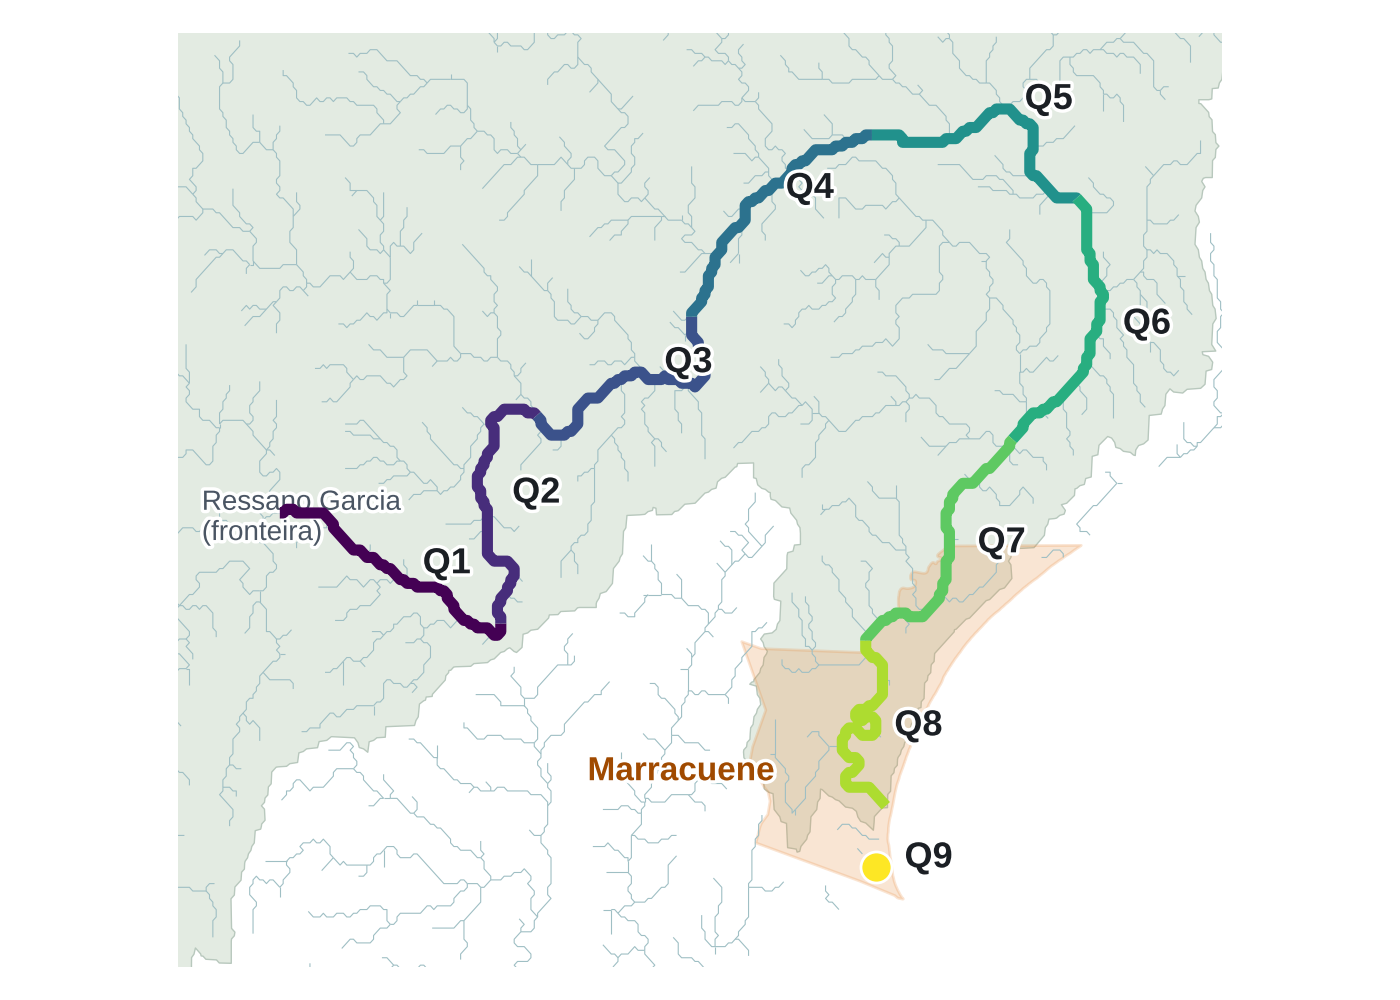 Q5
Q4
Q6
Q3
Q2
Ressano Garcia
(fronteira)
Q1
Q7
Q8
Marracuene
Q9